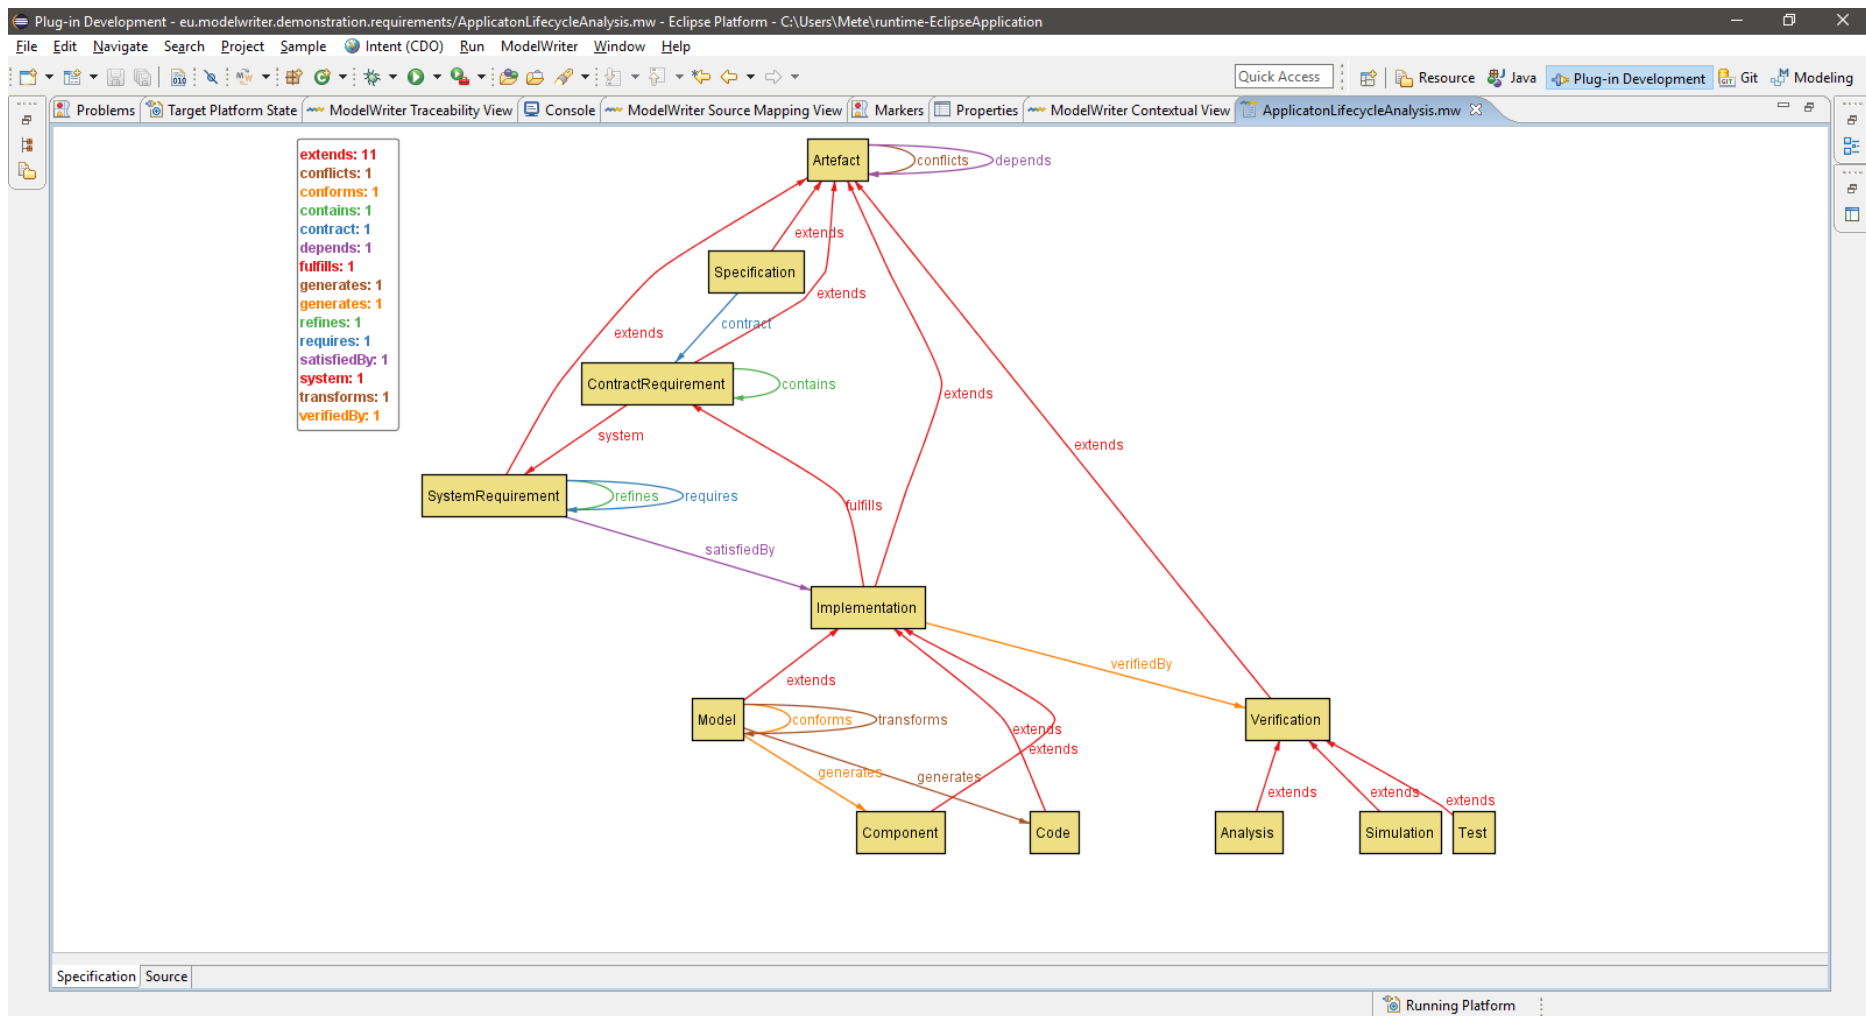 Plug-in Development - eu.modelwriter.demonstration.requirements/ApplicatonLifecycleAnalysis.mw - Eclipse Platform - C:\Users\Mete\runtime-EclipseApplication
File Edit Navigate Search Project Sample Intent (CDO) Run ModelWriter Window Help
Quick Access Resource Java Plug-in Development Git Modeling
Problems Target Platform State ModelWriter Traceability View Console ModelWriter Source Mapping View Markers Properties ModelWriter Contextual View ApplicatonLifecycleAnalysis.mw
extends: 11
conflicts: 1
conforms: 1
contains: 1
contract: 1
depends: 1
fulfills: 1
generates: 1
generates: 1
refines: 1
requires: 1
satisfiedBy: 1
system: 1
transforms: 1
verifiedBy: 1
Artefact conflicts depends
extends
Specification
extends
contract
extends
ContractRequirement contains
extends
system
extends
SystemRequirement refines requires
fulfills
satisfiedBy
Implementation
verifiedBy
extends
Model conforms transforms
Verification
extends
extends
generates
generates
extends
extends
extends
Component Code Analysis Simulation Test
Specification Source
Running Platform